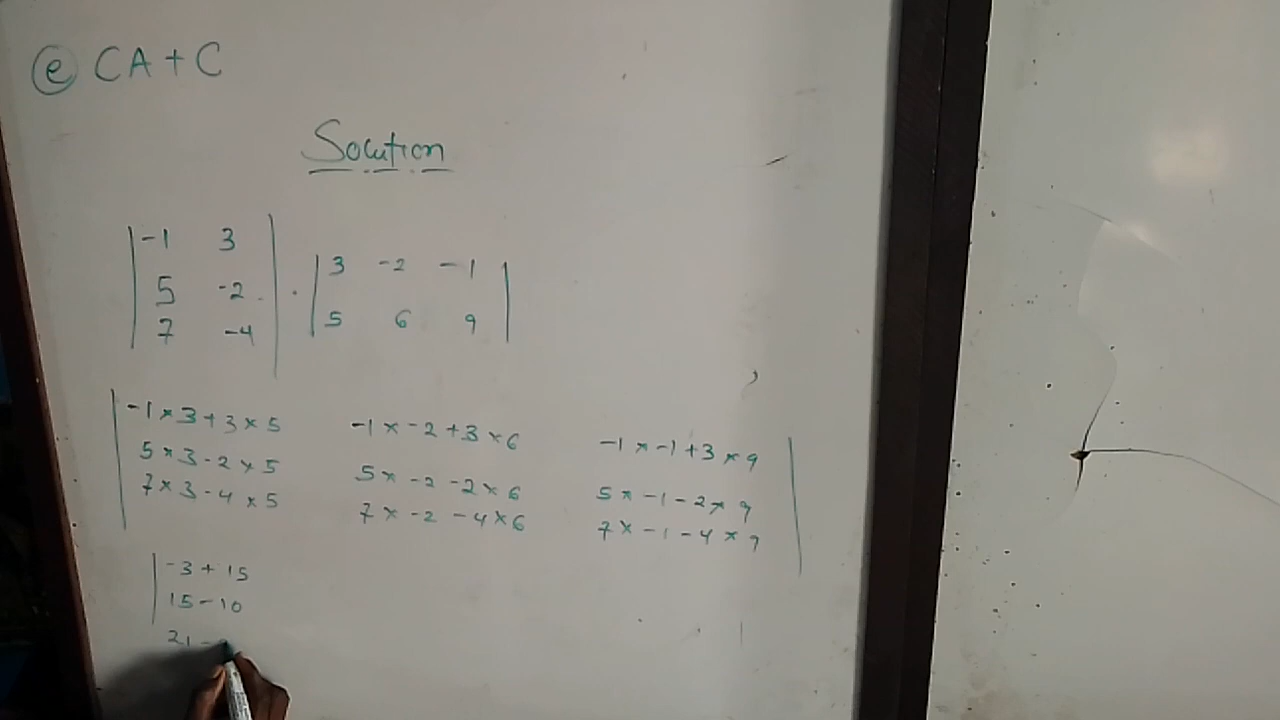 e CA + C
Solution
-1 3
5 -2
7 -4
.
3 -2 -1
5 6 9
-1 × 3 + 3 × 5 -1 × -2 + 3 × 6 -1 × -1 + 3 × 9
5 × 3 - 2 × 5 5 × -2 - 2 × 6 5 × -1 - 2 × 9
7 × 3 - 4 × 5 7 × -2 - 4 × 6 7 × -1 - 4 × 9
-3 + 15
15 - 10
21 -